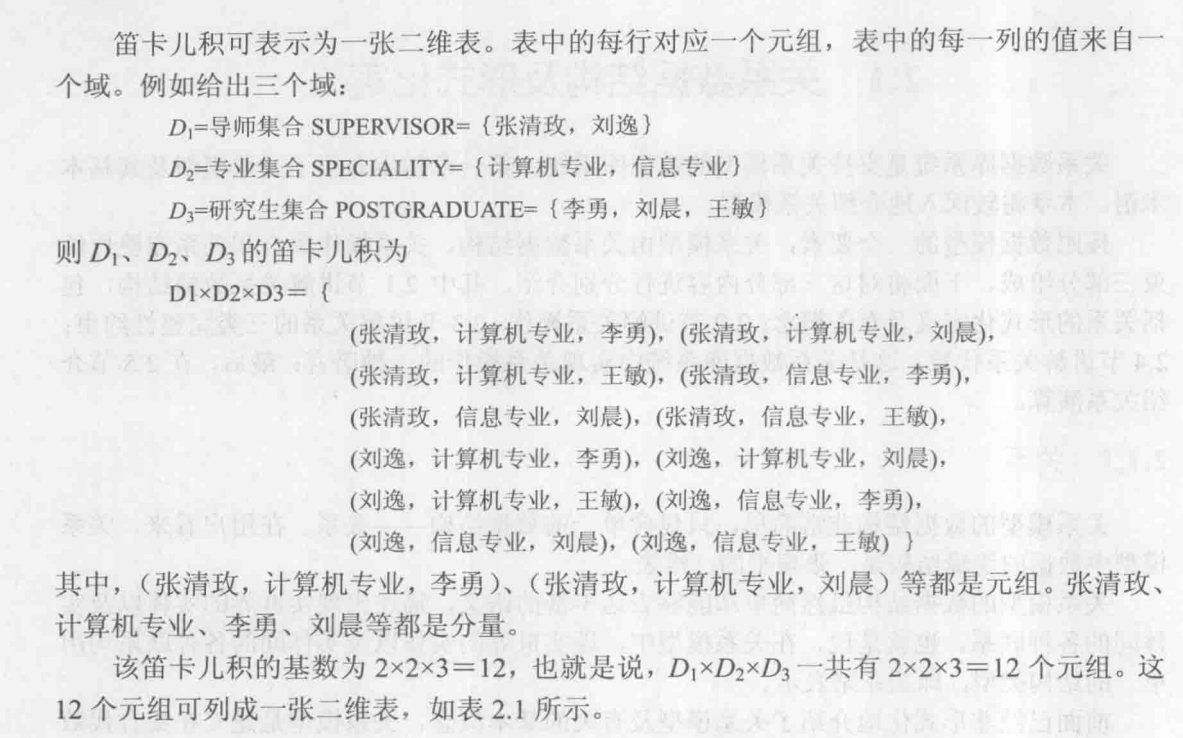 笛卡儿积可表示为一张二维表。表中的每行对应一个元组，表中的每一列的值来自一
个域。例如给出三个域：
D₁=导师集合 SUPERVISOR=｛张清玫，刘逸｝
D₂=专业集合 SPECIALITY=｛计算机专业，信息专业｝
D₃=研究生集合 POSTGRADUATE=｛李勇，刘晨，王敏｝
则 D₁、D₂、D₃ 的笛卡儿积为
D1×D2×D3＝｛
(张清玫，计算机专业，李勇)，(张清玫，计算机专业，刘晨)，
(张清玫，计算机专业，王敏)，(张清玫，信息专业，李勇)，
(张清玫，信息专业，刘晨)，(张清玫，信息专业，王敏)，
(刘逸，计算机专业，李勇)，(刘逸，计算机专业，刘晨)，
(刘逸，计算机专业，王敏)，(刘逸，信息专业，李勇)，
(刘逸，信息专业，刘晨)，(刘逸，信息专业，王敏)｝
其中，（张清玫，计算机专业，李勇）、（张清玫，计算机专业，刘晨）等都是元组。张清玫、
计算机专业、李勇、刘晨等都是分量。
该笛卡儿积的基数为 2×2×3＝12，也就是说，D₁×D₂×D₃ 一共有 2×2×3＝12 个元组。这
12 个元组可列成一张二维表，如表 2.1 所示。